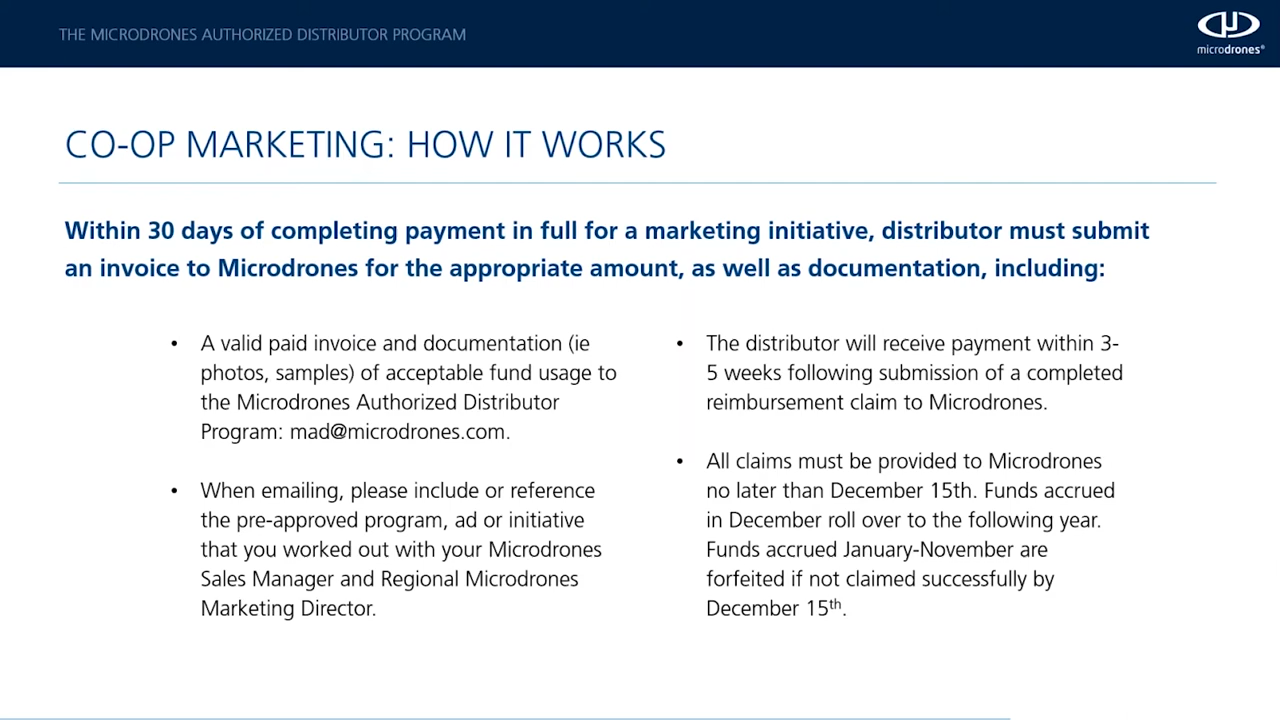 THE MICRODRONES AUTHORIZED DISTRIBUTOR PROGRAM
microdrones®
CO-OP MARKETING: HOW IT WORKS
Within 30 days of completing payment in full for a marketing initiative, distributor must submit
an invoice to Microdrones for the appropriate amount, as well as documentation, including:
• A valid paid invoice and documentation (ie
photos, samples) of acceptable fund usage to
the Microdrones Authorized Distributor
Program: mad@microdrones.com.
• When emailing, please include or reference
the pre-approved program, ad or initiative
that you worked out with your Microdrones
Sales Manager and Regional Microdrones
Marketing Director.
• The distributor will receive payment within 3-
5 weeks following submission of a completed
reimbursement claim to Microdrones.
• All claims must be provided to Microdrones
no later than December 15th. Funds accrued
in December roll over to the following year.
Funds accrued January-November are
forfeited if not claimed successfully by
December 15th.